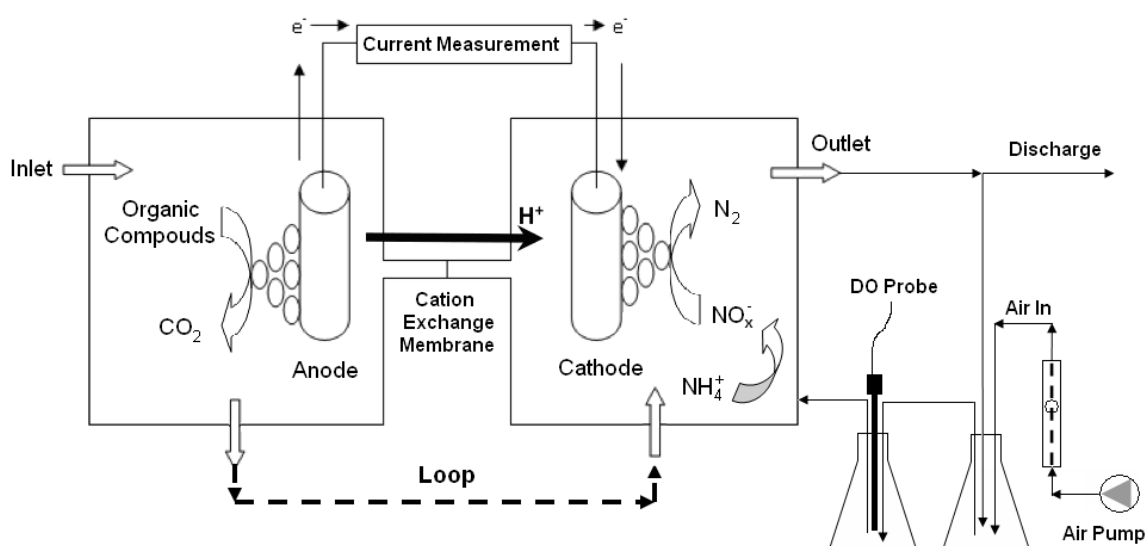 e⁻
e⁻
Current Measurement
Inlet
Outlet
Discharge
Organic
Compouds
H⁺
N₂
DO Probe
Air In
CO₂
Cation
Exchange
Membrane
NOₓ⁻
Anode
Cathode
NH₄⁺
Loop
Air Pump